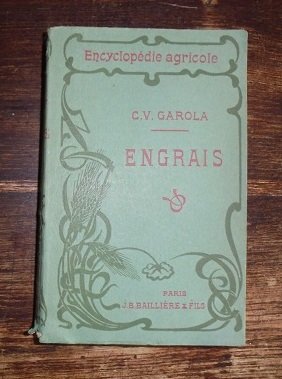 Encyclopédie agricole
C.V. GAROLA
ENGRAIS
PARIS
J.B. BAILLIÈRE & FILS